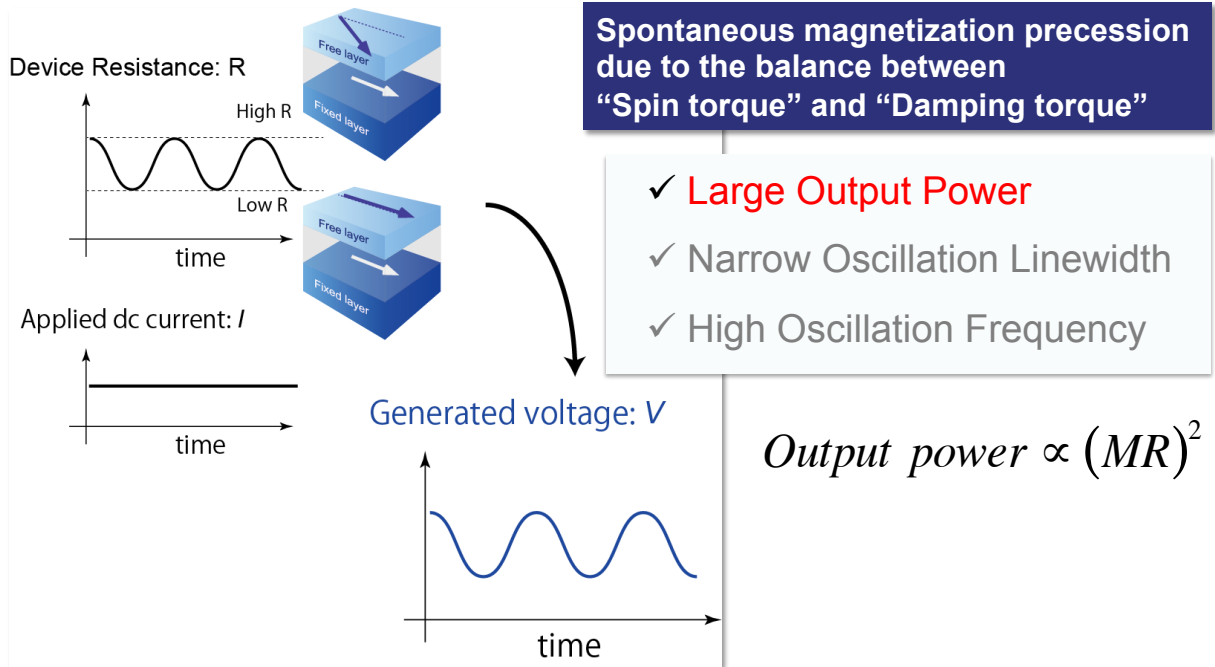 Spontaneous magnetization precession
due to the balance between
“Spin torque” and “Damping torque”
Device Resistance: R
High R
Low R
time
Free layer
Fixed layer
Free layer
Fixed layer
Applied dc current: I
time
Generated voltage: V
time
✓ Large Output Power
✓ Narrow Oscillation Linewidth
✓ High Oscillation Frequency
Output power ∝ (MR)²